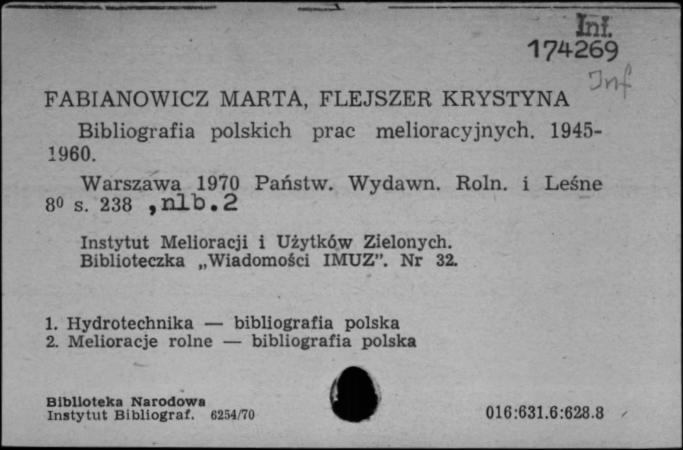 Inf.
174269
Inf
FABIANOWICZ MARTA, FLEJSZER KRYSTYNA
Bibliografia polskich prac melioracyjnych. 1945-
1960.
Warszawa 1970 Państw. Wydawn. Roln. i Leśne
8⁰ s. 238 ,nlb.2
Instytut Melioracji i Użytków Zielonych.
Biblioteczka „Wiadomości IMUZ”. Nr 32.
1. Hydrotechnika — bibliografia polska
2. Melioracje rolne — bibliografia polska
Biblioteka Narodowa
Instytut Bibliograf. 6254/70
016:631.6:628.8